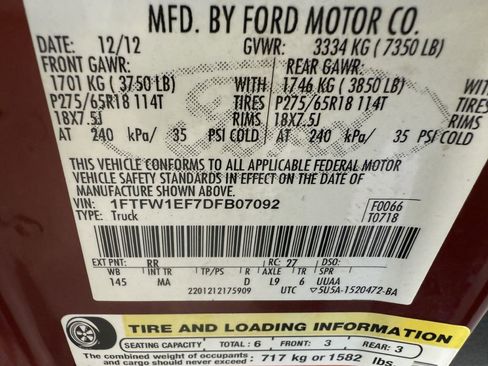 MFD. BY FORD MOTOR CO.
DATE: 12/12 GVWR: 3334 KG ( 7350 LB)
FRONT GAWR: REAR GAWR:
1701 KG ( 3750 LB) WITH 1746 KG ( 3850 LB)
P275/65R18 114T TIRES P275/65R18 114T
18X7.5J RIMS 18X7.5J
AT 240 kPa/ 35 PSI COLD AT 240 kPa/ 35 PSI COLD
THIS VEHICLE CONFORMS TO ALL APPLICABLE FEDERAL MOTOR
VEHICLE SAFETY STANDARDS IN EFFECT ON THE DATE OF
MANUFACTURE SHOWN ABOVE.
VIN: 1FTFW1EF7DFB07092 F0066
TYPE: Truck T0718
EXT PNT: RR RC: 27 DSO:
WB INT TR TP/PS R AXLE TR SPR
145 MA D L9 6 UUAA
2201212175909 UTC 5U5A-1520472-BA
TIRE AND LOADING INFORMATION
SEATING CAPACITY TOTAL: 6 FRONT: 3 REAR: 3
The combined weight of occupants
and cargo should never exceed 717 kg or 1582 lbs.